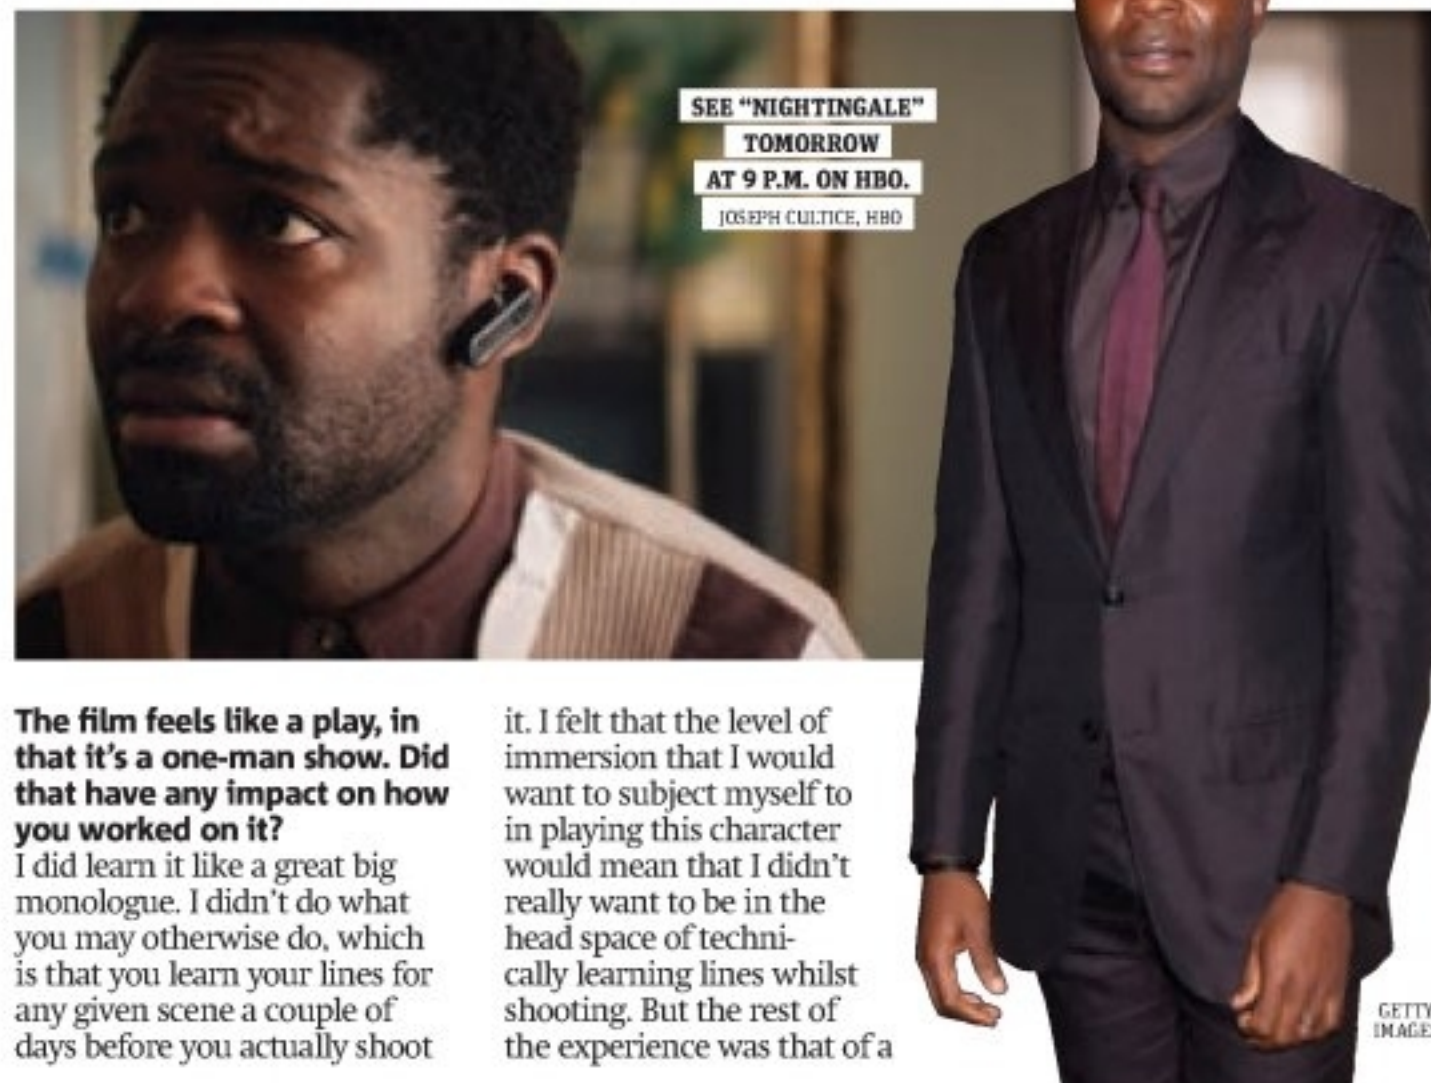 SEE “NIGHTINGALE”
TOMORROW
AT 9 P.M. ON HBO.
JOSEPH CULTICE, HBO
The film feels like a play, in
that it’s a one-man show. Did
that have any impact on how
you worked on it?
I did learn it like a great big
monologue. I didn’t do what
you may otherwise do, which
is that you learn your lines for
any given scene a couple of
days before you actually shoot
it. I felt that the level of
immersion that I would
want to subject myself to
in playing this character
would mean that I didn’t
really want to be in the
head space of techni-
cally learning lines whilst
shooting. But the rest of
the experience was that of a
GETTY
IMAGE